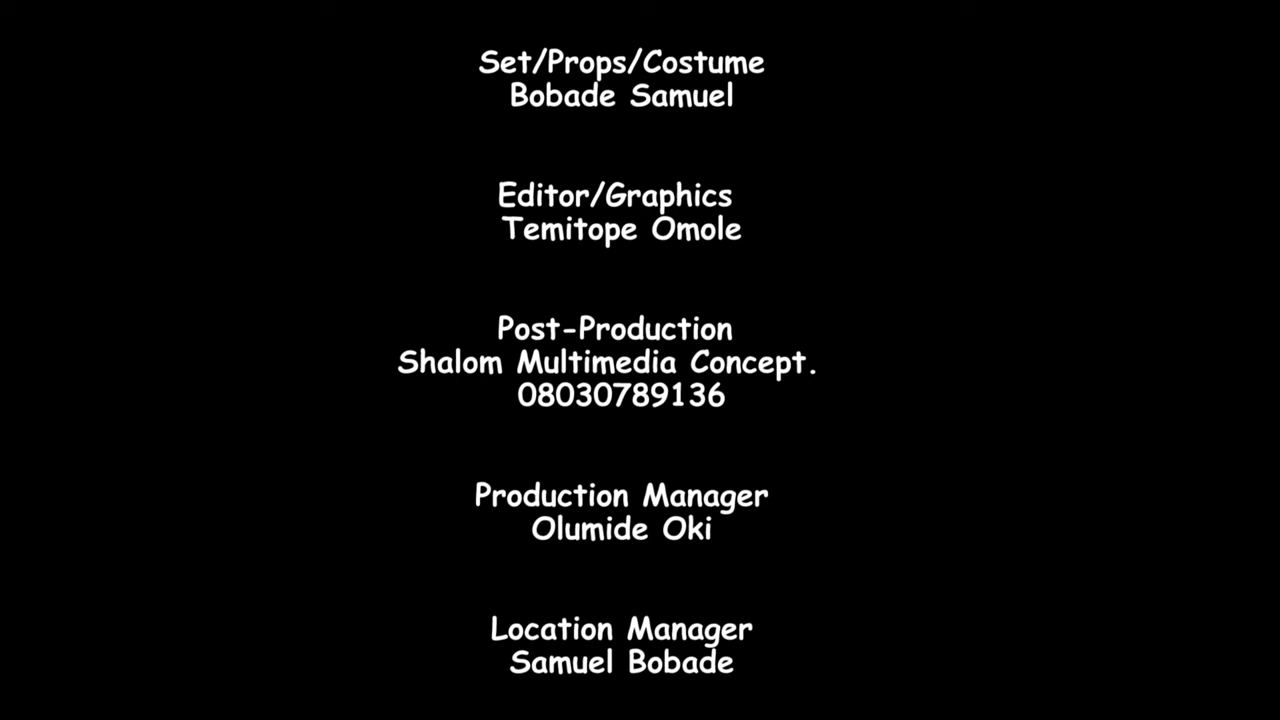 Set/Props/Costume
Bobade Samuel
Editor/Graphics
Temitope Omole
Post-Production
Shalom Multimedia Concept.
08030789136
Production Manager
Olumide Oki
Location Manager
Samuel Bobade